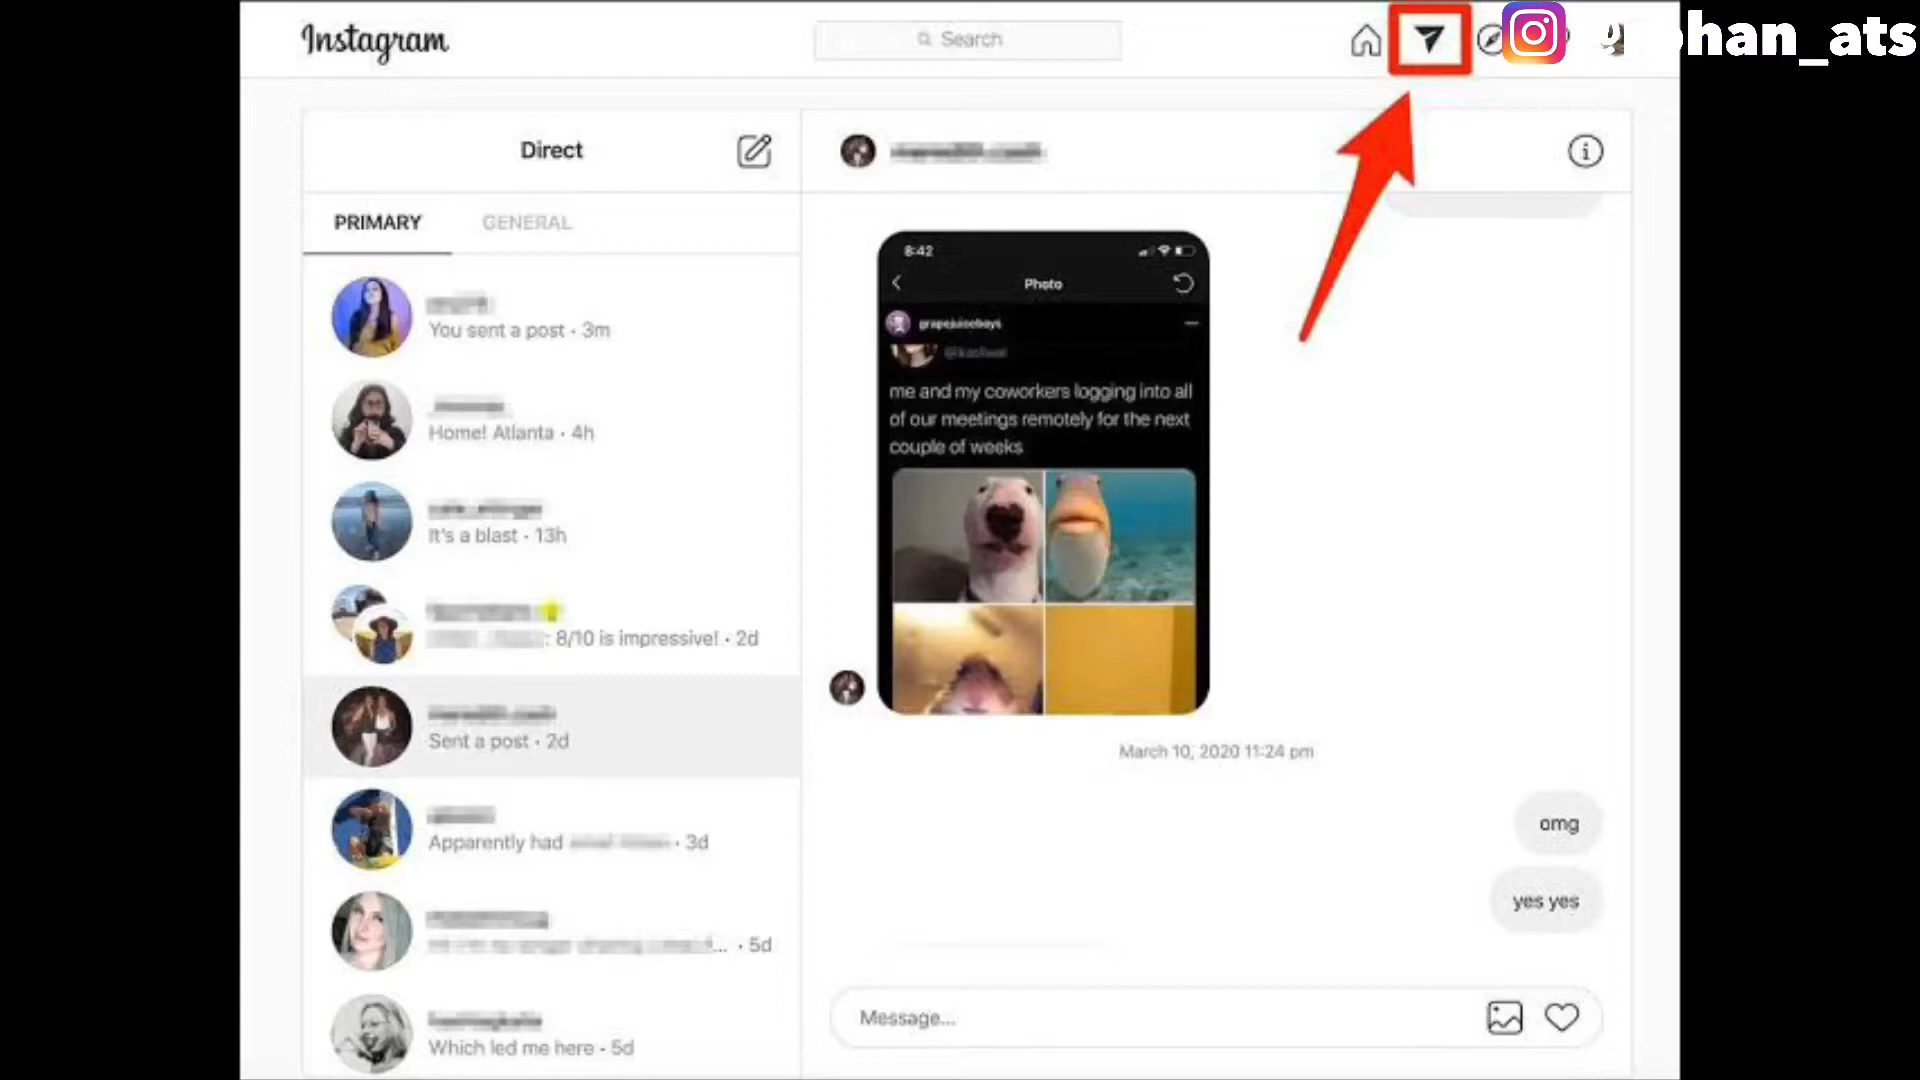 Instagram
Search
han_ats
Direct
PRIMARY
GENERAL
You sent a post · 3m
Home! Atlanta · 4h
It's a blast · 13h
: 8/10 is impressive! · 2d
Sent a post · 2d
Apparently had
· 3d
... · 5d
Which led me here · 5d
8:42
Photo
grapejuiceboys
me and my coworkers logging into all
of our meetings remotely for the next
couple of weeks
March 10, 2020 11:24 pm
omg
yes yes
Message...